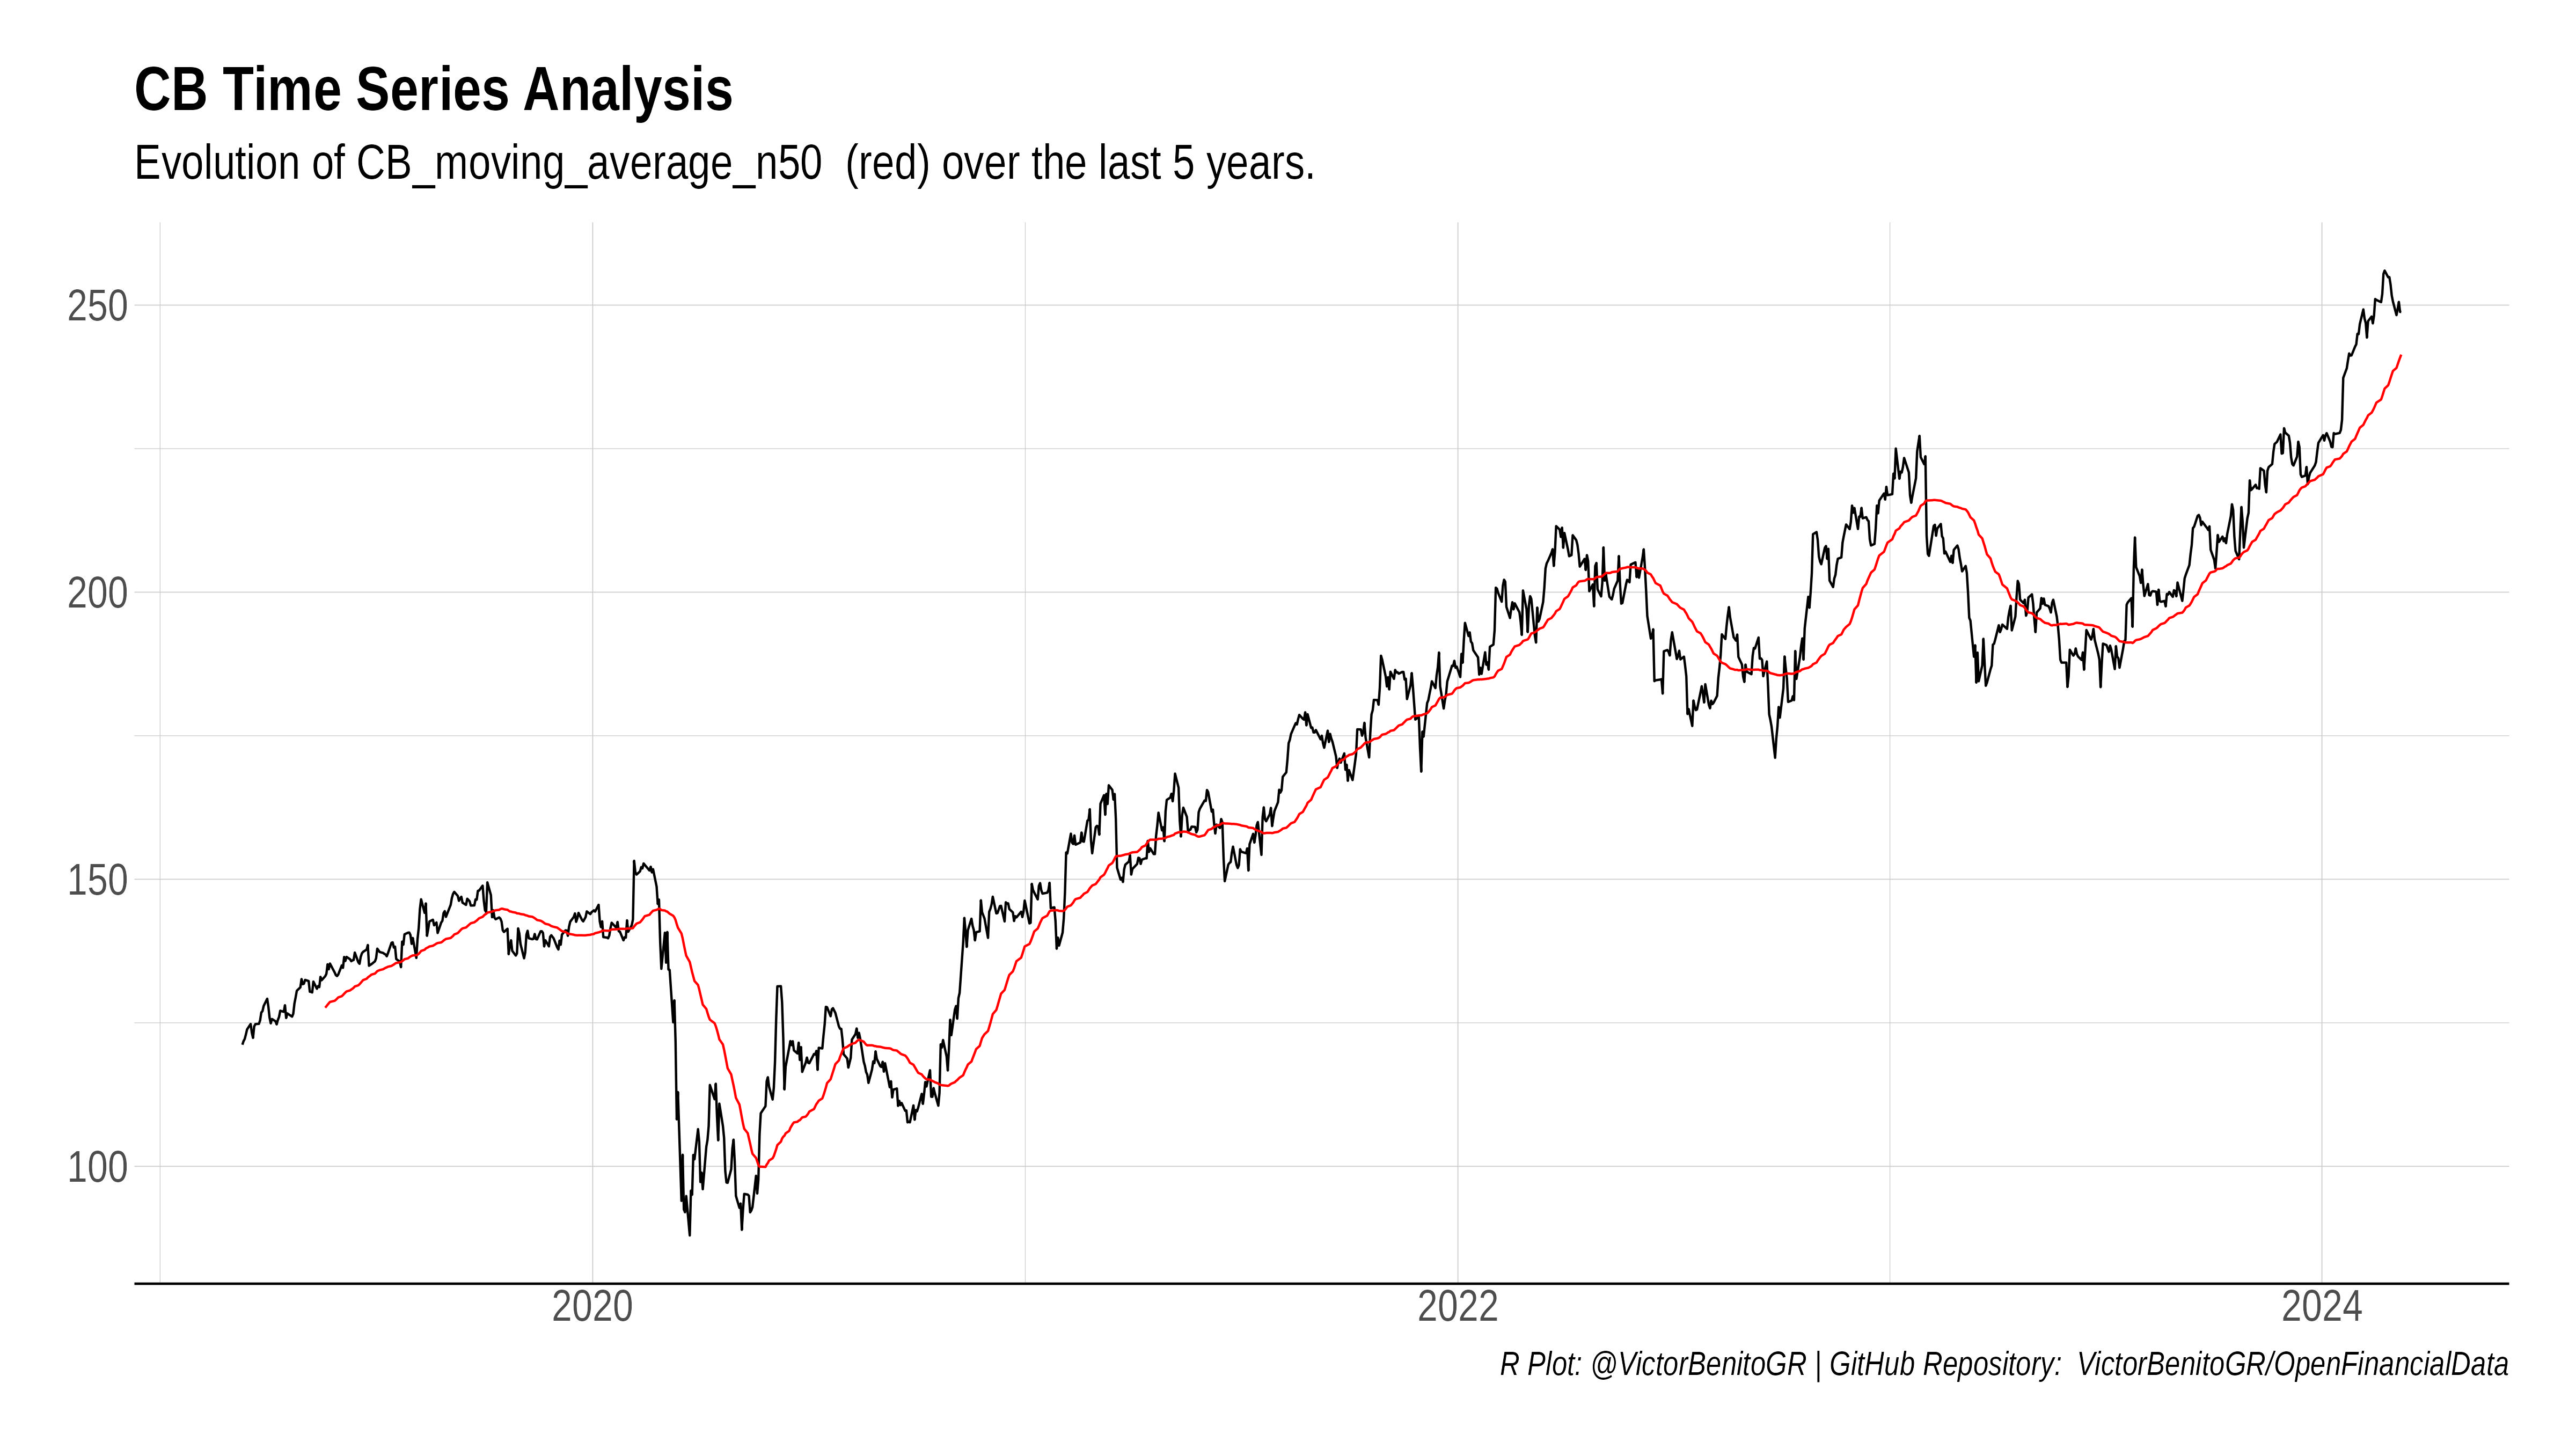 CB Time Series Analysis
Evolution of CB_moving_average_n50  (red) over the last 5 years.
250
200
150
100
2020 2022 2024
R Plot: @VictorBenitoGR | GitHub Repository:  VictorBenitoGR/OpenFinancialData